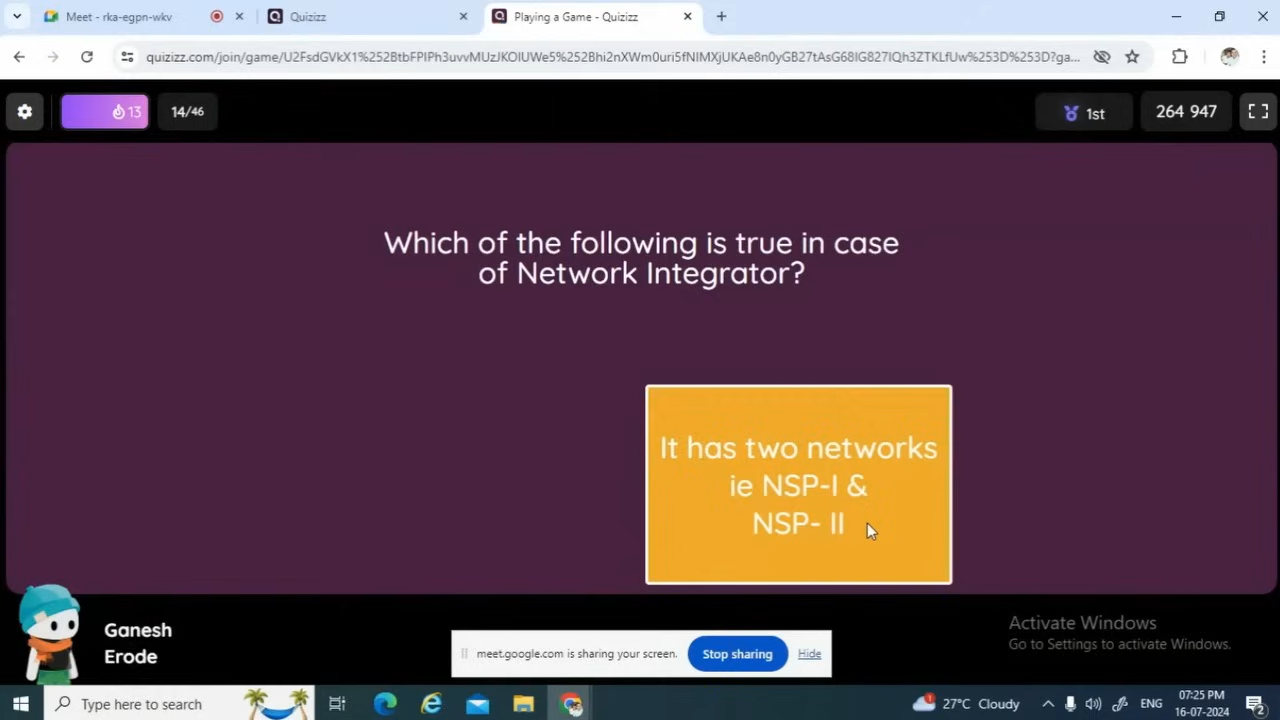 Meet - rka-egpn-wkv
Quizizz
Playing a Game - Quizizz
quizizz.com/join/game/U2FsdGVkX1%252BtbFPIPh3uvvMUzJKOIUWe5%252Bhi2nXWm0uri5fNIMXjUKAe8n0yGB27tAsG68IG827IQh3ZTKLfUw%253D%253D?ga...
13
14/46
1st
264 947
Which of the following is true in case
of Network Integrator?
It has two networks
ie NSP-I &
NSP- II
Ganesh
Erode
meet.google.com is sharing your screen.
Stop sharing
Hide
Activate Windows
Go to Settings to activate Windows.
Type here to search
1
27°C Cloudy
ENG
07:25 PM
16-07-2024
2